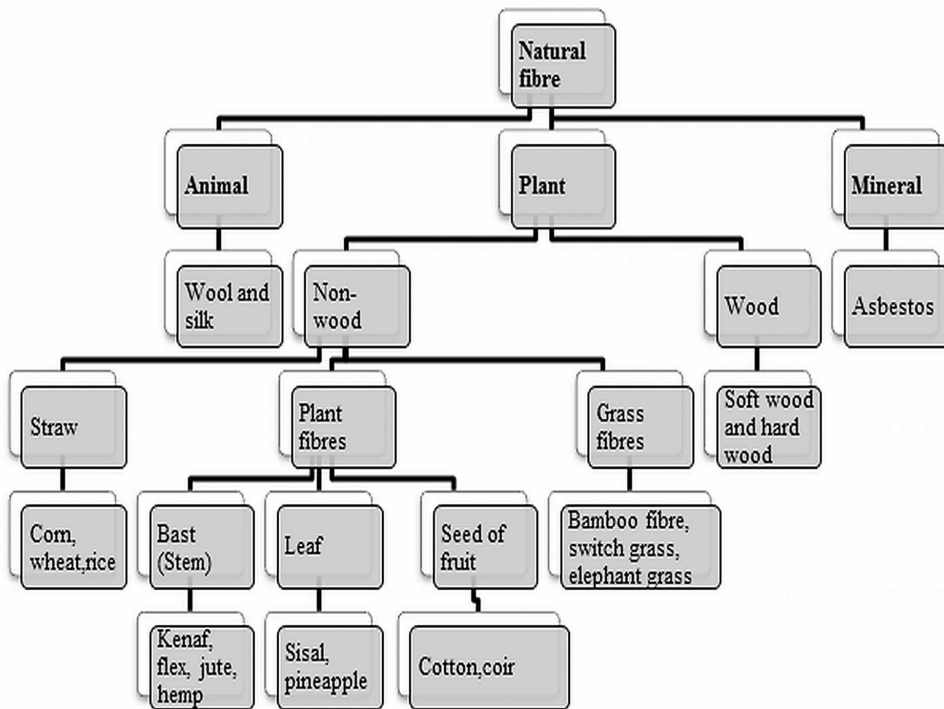 Natural
fibre
Animal
Plant
Mineral
Wool and
silk
Non-
wood
Wood
Asbestos
Straw
Plant
fibres
Grass
fibres
Soft wood
and hard
wood
Corn,
wheat,rice
Bast
(Stem)
Leaf
Seed of
fruit
Bamboo fibre,
switch grass,
elephant grass
Kenaf,
flex, jute,
hemp
Sisal,
pineapple
Cotton,coir